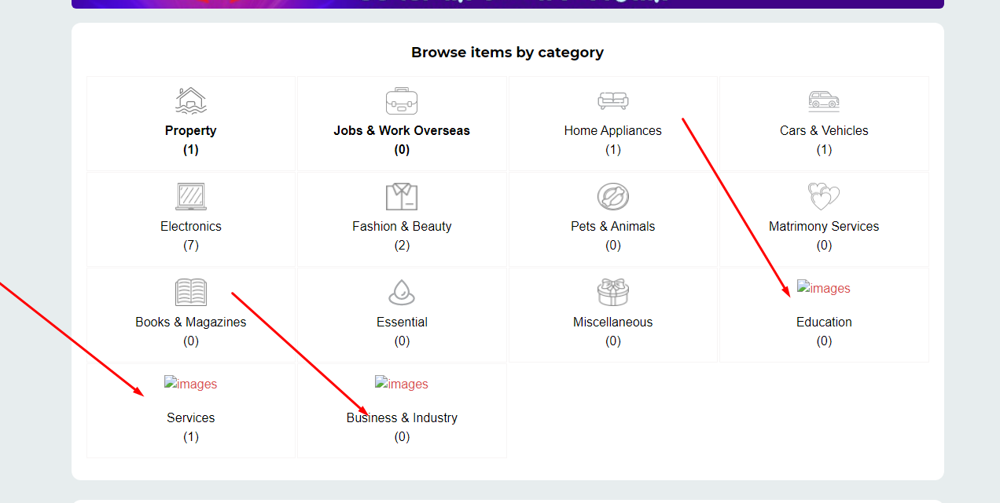 Browse items by category
Property
(1)
Jobs & Work Overseas
(0)
Home Appliances
(1)
Cars & Vehicles
(1)
Electronics
(7)
Fashion & Beauty
(2)
Pets & Animals
(0)
Matrimony Services
(0)
Books & Magazines
(0)
Essential
(0)
Miscellaneous
(0)
images
Education
(0)
images
Services
(1)
images
Business & Industry
(0)